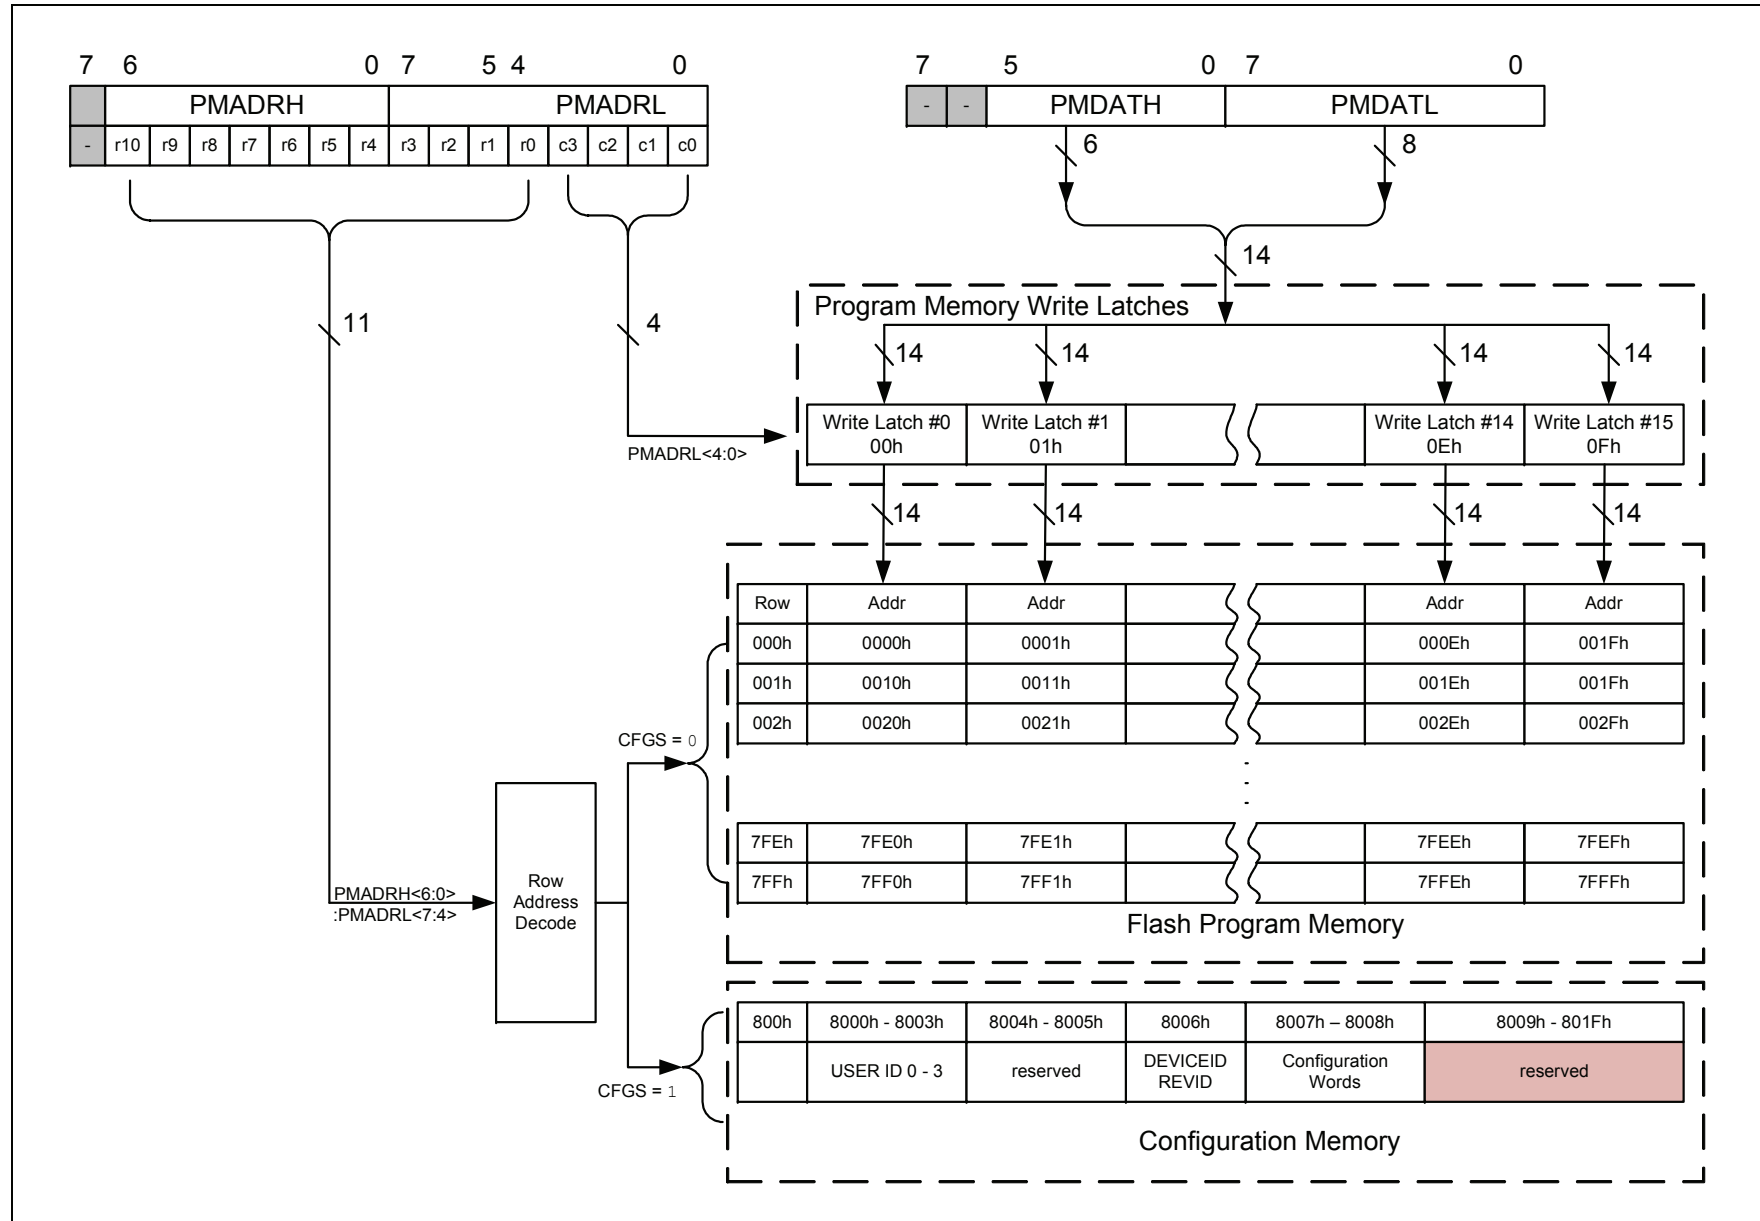 7 6 0 7 5 4 0
PMADRH PMADRL
- r10 r9 r8 r7 r6 r5 r4 r3 r2 r1 r0 c3 c2 c1 c0
7 5 0 7 0
- - PMDATH PMDATL
6 8
14
11
4
PMADRL<4:0>
Program Memory Write Latches
14 14 14 14
Write Latch #0 Write Latch #1 Write Latch #14 Write Latch #15
00h 01h 0Eh 0Fh
14 14 14 14
Row Addr Addr Addr Addr
000h 0000h 0001h 000Eh 001Fh
001h 0010h 0011h 001Eh 001Fh
002h 0020h 0021h 002Eh 002Fh
CFGS = 0
7FEh 7FE0h 7FE1h 7FEEh 7FEFh
7FFh 7FF0h 7FF1h 7FFEh 7FFFh
Flash Program Memory
PMADRH<6:0>
:PMADRL<7:4>
Row
Address
Decode
CFGS = 1
800h 8000h - 8003h 8004h - 8005h 8006h 8007h – 8008h 8009h - 801Fh
USER ID 0 - 3 reserved DEVICEID Configuration reserved
REVID Words
Configuration Memory